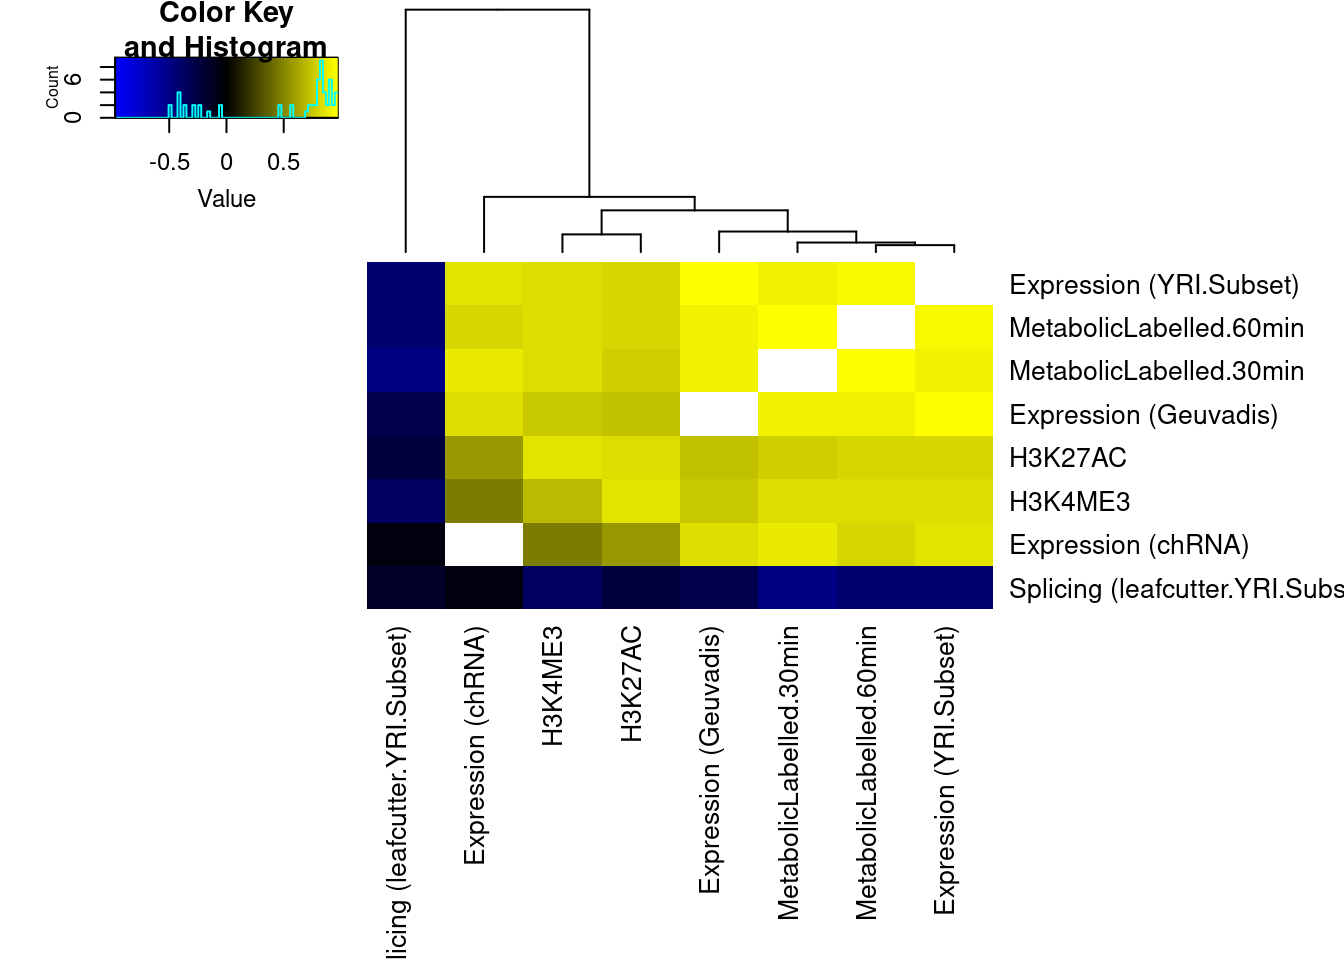 Color Key
and Histogram
Count
0 6
-0.5 0 0.5
Value
Expression (YRI.Subset)
MetabolicLabelled.60min
MetabolicLabelled.30min
Expression (Geuvadis)
H3K27AC
H3K4ME3
Expression (chRNA)
Splicing (leafcutter.YRI.Subs
licing (leafcutter.YRI.Subset)
Expression (chRNA)
H3K4ME3
H3K27AC
Expression (Geuvadis)
MetabolicLabelled.30min
MetabolicLabelled.60min
Expression (YRI.Subset)